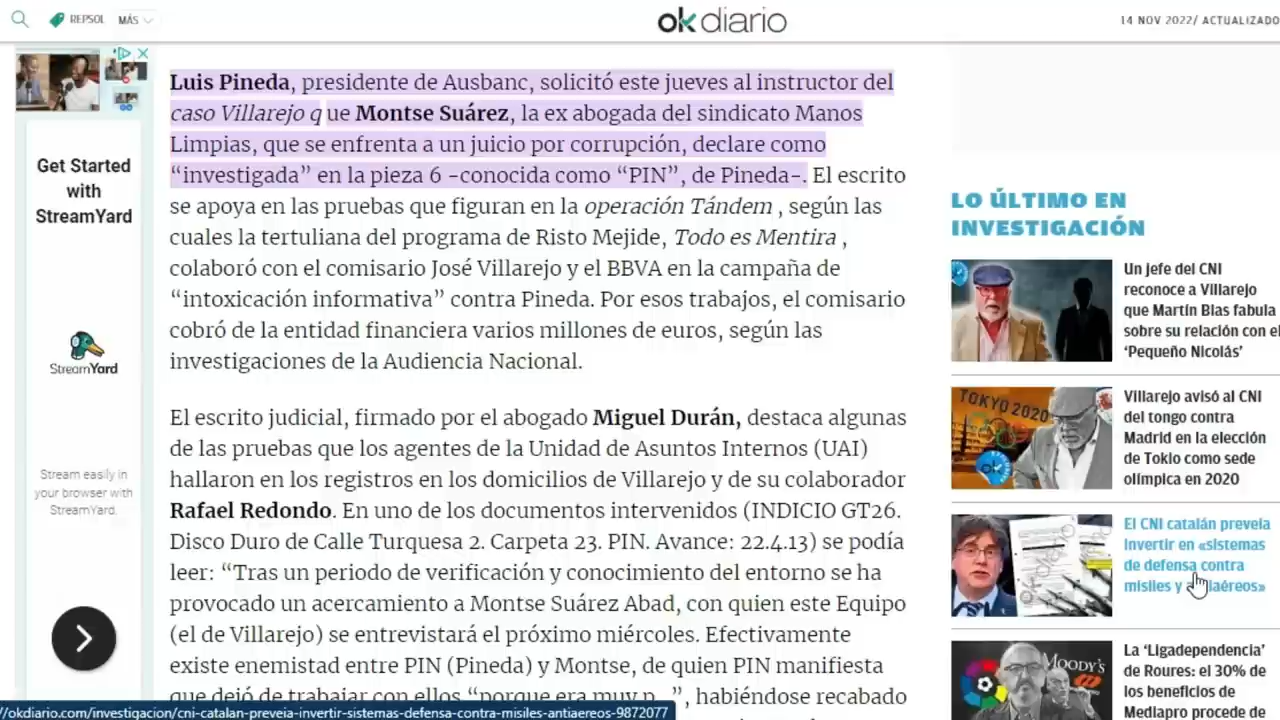 REPSOL MÁS
okdiario
14 NOV 2022/ ACTUALIZADO
Luis Pineda, presidente de Ausbanc, solicitó este jueves al instructor del
caso Villarejo q ue Montse Suárez, la ex abogada del sindicato Manos
Limpias, que se enfrenta a un juicio por corrupción, declare como
“investigada” en la pieza 6 -conocida como “PIN”, de Pineda-. El escrito
se apoya en las pruebas que figuran en la operación Tándem , según las
cuales la tertuliana del programa de Risto Mejide, Todo es Mentira ,
colaboró con el comisario José Villarejo y el BBVA en la campaña de
“intoxicación informativa” contra Pineda. Por esos trabajos, el comisario
cobró de la entidad financiera varios millones de euros, según las
investigaciones de la Audiencia Nacional.
El escrito judicial, firmado por el abogado Miguel Durán, destaca algunas
de las pruebas que los agentes de la Unidad de Asuntos Internos (UAI)
hallaron en los registros en los domicilios de Villarejo y de su colaborador
Rafael Redondo. En uno de los documentos intervenidos (INDICIO GT26.
Disco Duro de Calle Turquesa 2. Carpeta 23. PIN. Avance: 22.4.13) se podía
leer: “Tras un periodo de verificación y conocimiento del entorno se ha
provocado un acercamiento a Montse Suárez Abad, con quien este Equipo
(el de Villarejo) se entrevistará el próximo miércoles. Efectivamente
existe enemistad entre PIN (Pineda) y Montse, de quien PIN manifiesta
que dejó de trabajar con ellos “porque era muy p...”, habiéndose recabado
Get Started
with
StreamYard
StreamYard
Stream easily in
your browser with
StreamYard.
LO ÚLTIMO EN
INVESTIGACIÓN
Un jefe del CNI
reconoce a Villarejo
que Martín Blas fabula
sobre su relación con el
‘Pequeño Nicolás’
TOKYO 2020
ok
Villarejo avisó al CNI
del tongo contra
Madrid en la elección
de Tokio como sede
olímpica en 2020
El CNI catalán preveía
invertir en «sistemas
de defensa contra
misiles y
MOODY'S
La ‘Ligadependencia’
de Roures: el 30% de
los beneficios de
Mediapro procede de
//okdiario.com/investigacion/cni-catalan-preveia-invertir-sistemas-defensa-contra-misiles-antiaereos-9872077